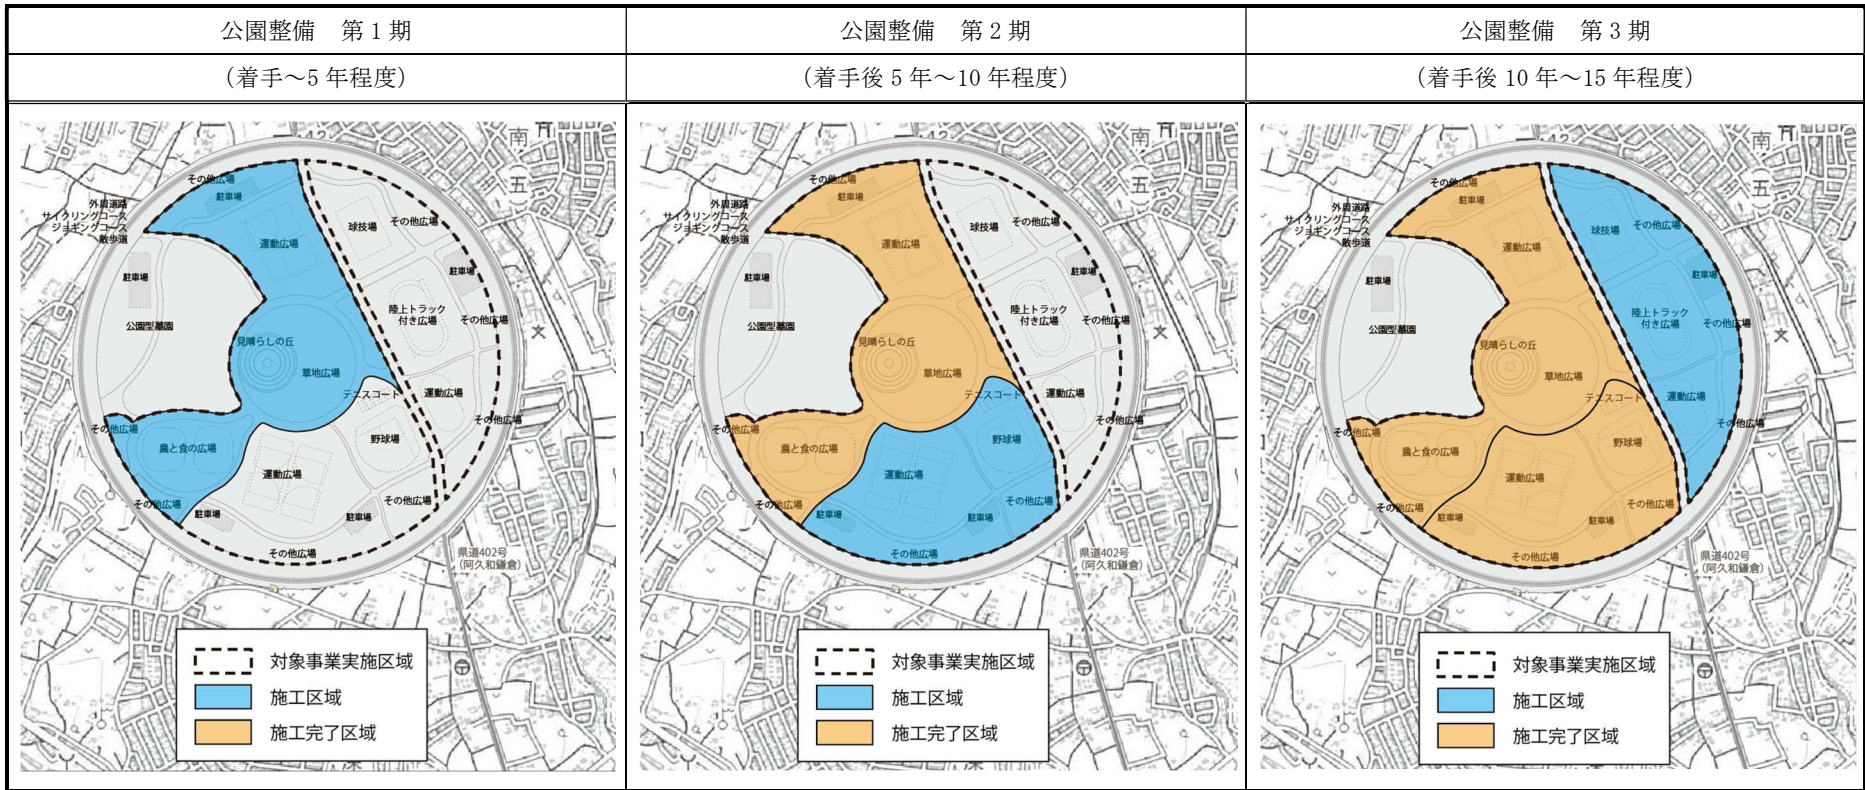 公園整備　第1期
公園整備　第2期
公園整備　第3期
(着手～5年程度)
(着手後5年～10年程度)
(着手後10年～15年程度)
南
五
その他広場
駐車場
外周道路
サイクリングコース
ジョギングコース
散歩道
運動広場
球技場
その他広場
駐車場
駐車場
公園型墓園
陸上トラック
付き広場
その他広場
見晴らしの丘
草地広場
テニスコート
運動広場
その他広場
その他広場
農と食の広場
野球場
運動広場
その他広場
駐車場
駐車場
その他広場
その他広場
県道402号
(阿久和鎌倉)
対象事業実施区域
施工区域
施工完了区域
南
五
その他広場
駐車場
外周道路
サイクリングコース
ジョギングコース
散歩道
運動広場
球技場
その他広場
駐車場
駐車場
公園型墓園
陸上トラック
付き広場
その他広場
見晴らしの丘
草地広場
テニスコート
運動広場
その他広場
その他広場
農と食の広場
野球場
運動広場
その他広場
駐車場
駐車場
その他広場
その他広場
県道402号
(阿久和鎌倉)
対象事業実施区域
施工区域
施工完了区域
南
五
その他広場
駐車場
外周道路
サイクリングコース
ジョギングコース
散歩道
運動広場
球技場
その他広場
駐車場
駐車場
公園型墓園
陸上トラック
付き広場
その他広場
見晴らしの丘
草地広場
テニスコート
運動広場
その他広場
その他広場
農と食の広場
野球場
運動広場
その他広場
駐車場
駐車場
その他広場
その他広場
県道402号
(阿久和鎌倉)
対象事業実施区域
施工区域
施工完了区域